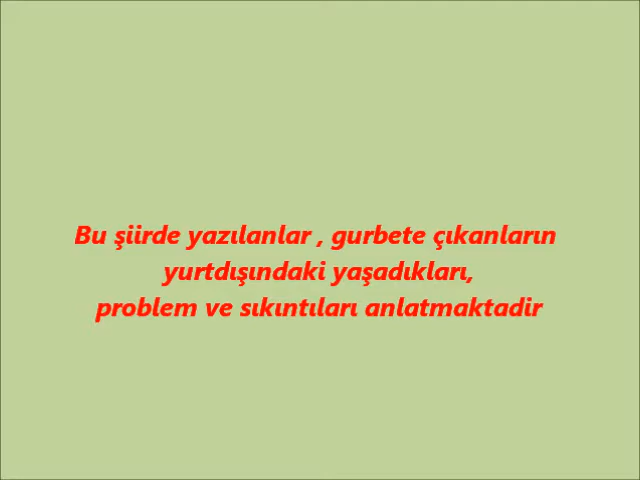 Bu şiirde yazılanlar , gurbete çıkanların
yurtdışındaki yaşadıkları,
problem ve sıkıntıları anlatmaktadir